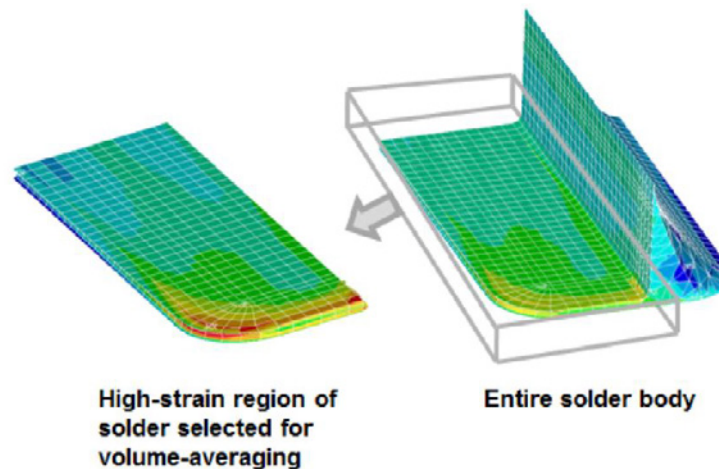 High-strain region of
solder selected for
volume-averaging
Entire solder body